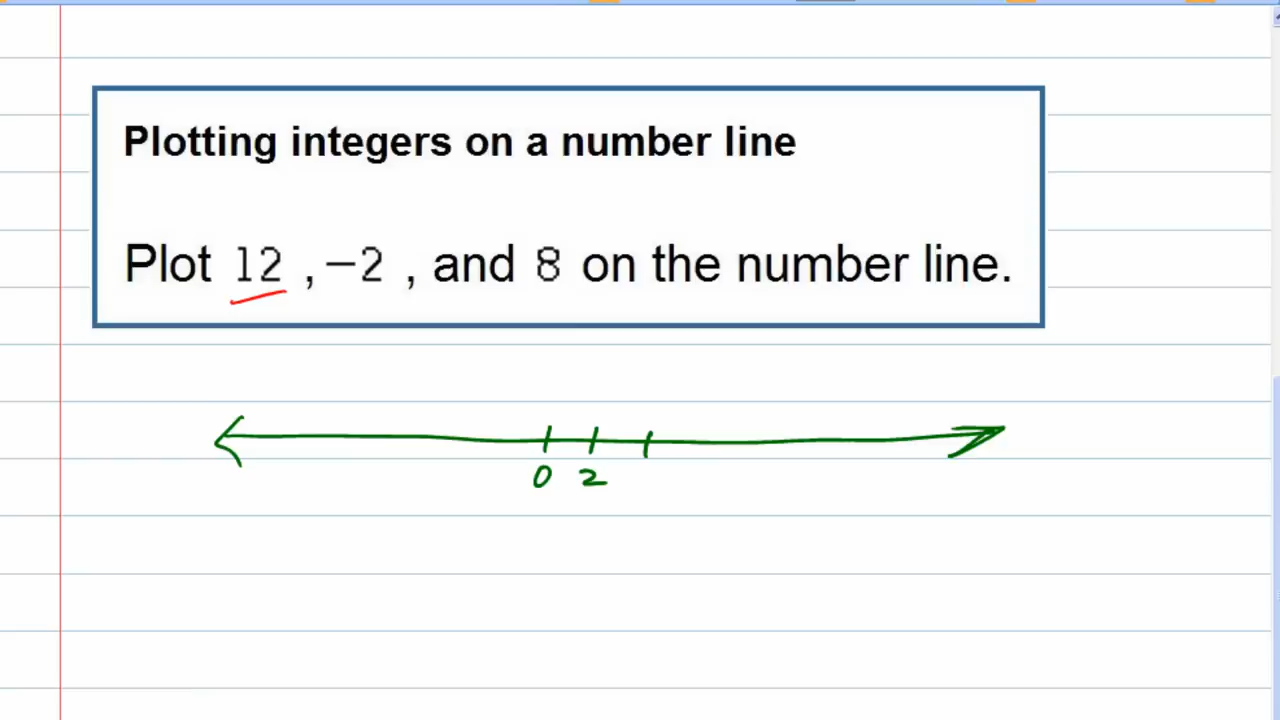 Plotting integers on a number line
Plot 12 , −2 , and 8 on the number line.
0 2